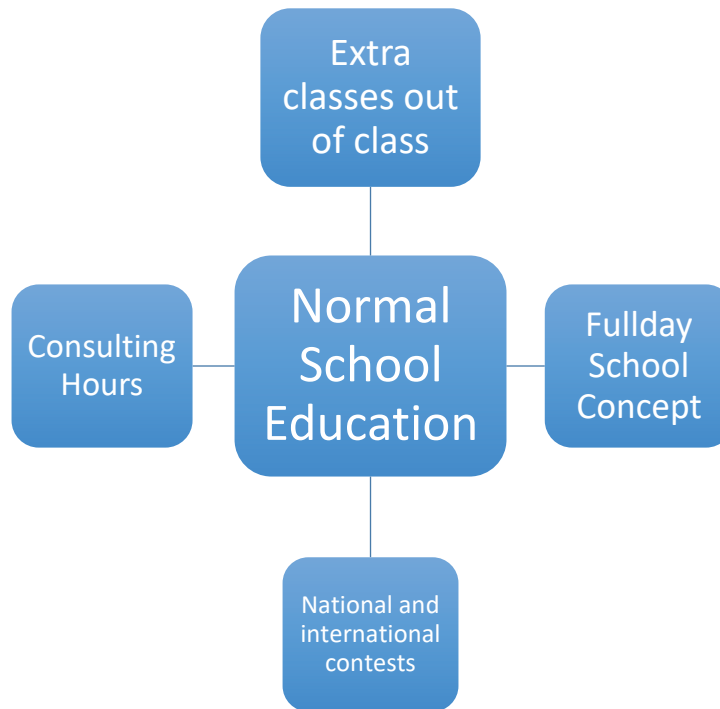 Extra
classes out
of class
Normal
School
Education
Consulting
Hours
Fullday
School
Concept
National and
international
contests